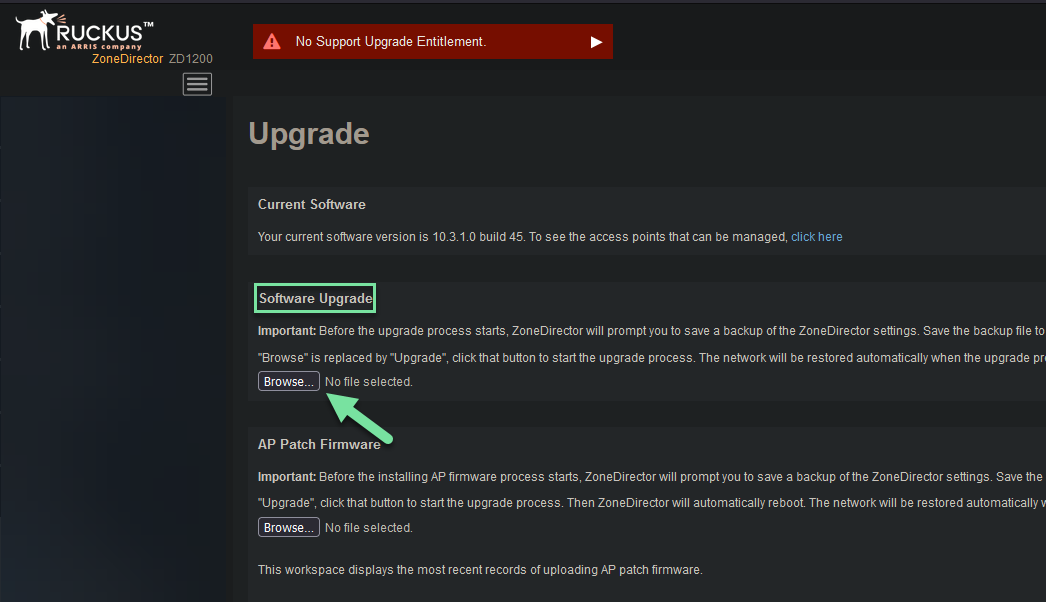 RUCKUS™
an ARRIS company
ZoneDirector ZD1200
No Support Upgrade Entitlement.
Upgrade
Current Software
Your current software version is 10.3.1.0 build 45. To see the access points that can be managed, click here
Software Upgrade
Important: Before the upgrade process starts, ZoneDirector will prompt you to save a backup of the ZoneDirector settings. Save the backup file to
"Browse" is replaced by "Upgrade", click that button to start the upgrade process. The network will be restored automatically when the upgrade pr
Browse... No file selected.
AP Patch Firmware
Important: Before the installing AP firmware process starts, ZoneDirector will prompt you to save a backup of the ZoneDirector settings. Save the
"Upgrade", click that button to start the upgrade process. Then ZoneDirector will automatically reboot. The network will be restored automatically
Browse... No file selected.
This workspace displays the most recent records of uploading AP patch firmware.